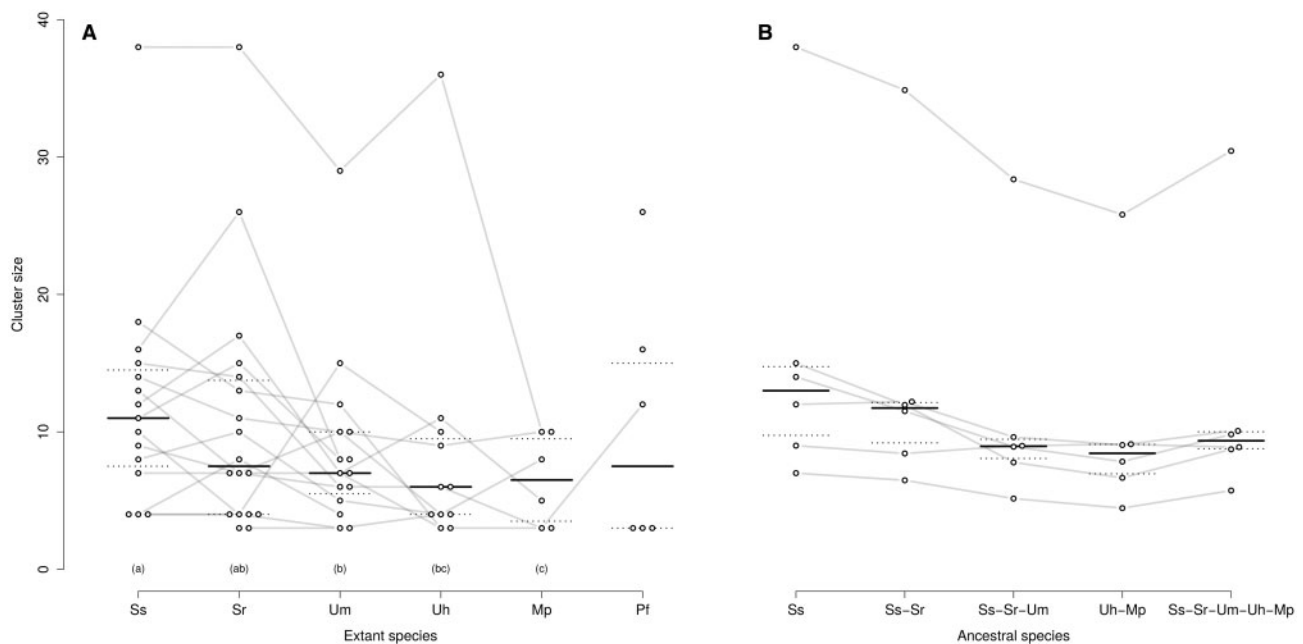 A
B
Cluster size
40
30
20
10
0
(a) (ab) (b) (bc) (c)
Ss Sr Um Uh Mp Pf
Extant species
Ss Ss-Sr Ss-Sr-Um Uh-Mp Ss-Sr-Um-Uh-Mp
Ancestral species